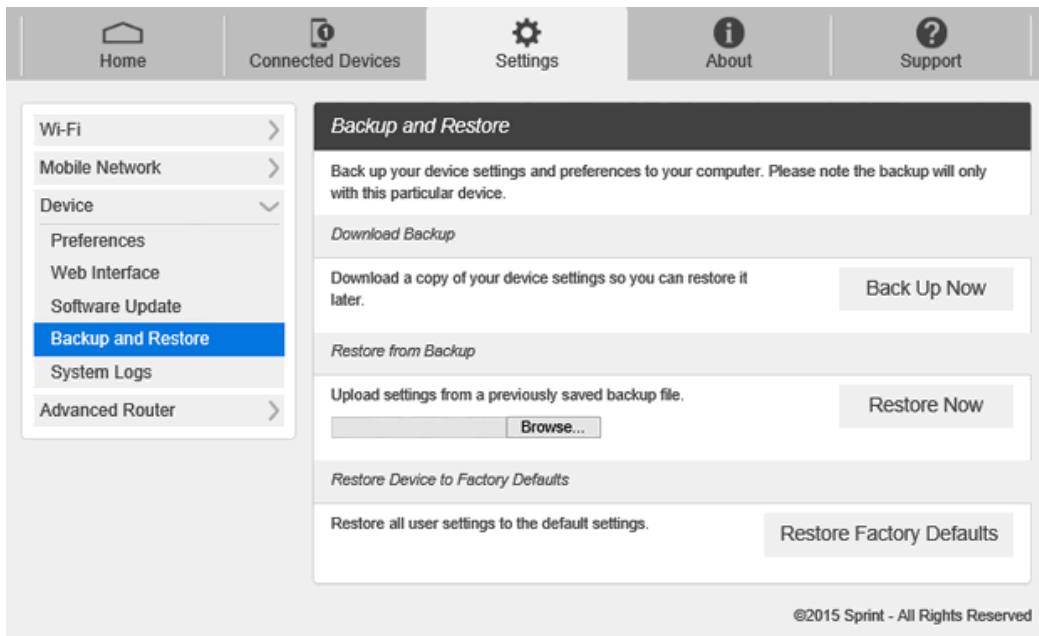 Home
1
Connected Devices
Settings
About
Support
Wi-Fi
Mobile Network
Device
Preferences
Web Interface
Software Update
Backup and Restore
System Logs
Advanced Router
Backup and Restore
Back up your device settings and preferences to your computer. Please note the backup will only
with this particular device.
Download Backup
Download a copy of your device settings so you can restore it
later.
Back Up Now
Restore from Backup
Upload settings from a previously saved backup file.
Browse...
Restore Now
Restore Device to Factory Defaults
Restore all user settings to the default settings.
Restore Factory Defaults
©2015 Sprint - All Rights Reserved